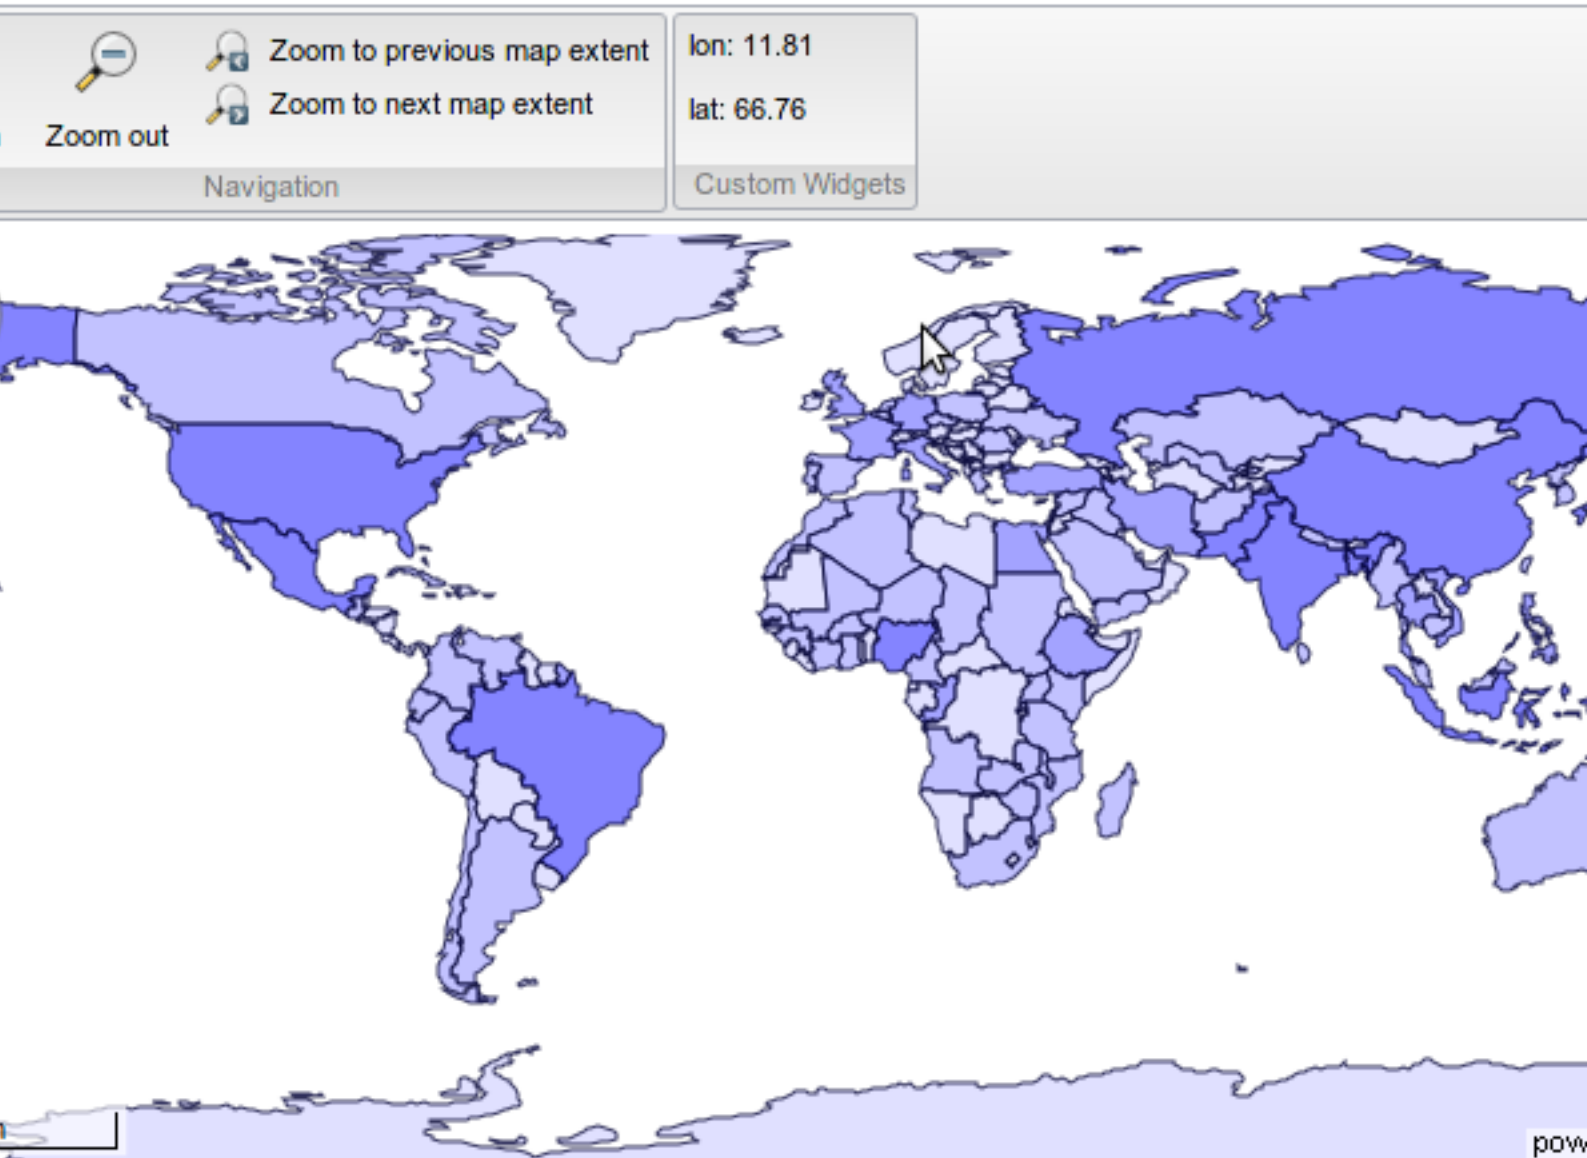 Zoom out
Zoom to previous map extent
Zoom to next map extent
Navigation
lon: 11.81
lat: 66.76
Custom Widgets
pow